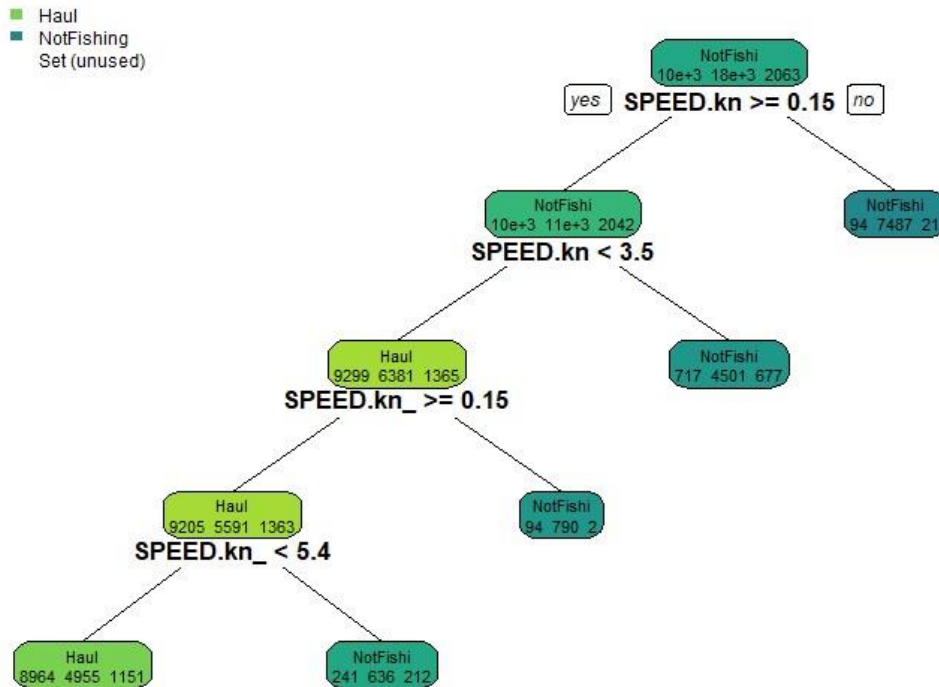 Haul
NotFishing
Set (unused)
NotFishi
10e+3 18e+3 2063
yes SPEED.kn >= 0.15 no
NotFishi
10e+3 11e+3 2042
NotFishi
94 7487 21
SPEED.kn < 3.5
Haul
9299 6381 1365
NotFishi
717 4501 677
SPEED.kn_ >= 0.15
Haul
9205 5591 1363
NotFishi
94 790 2
SPEED.kn_ < 5.4
Haul
8964 4955 1151
NotFishi
241 636 212